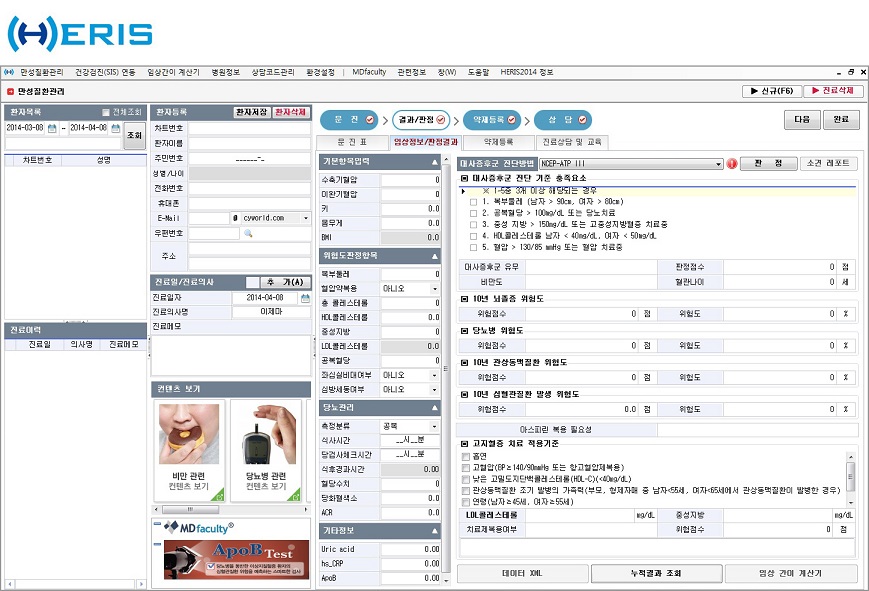 HERIS
만성질환관리 건강검진(SIS) 연동 임상간이 계산기 병원정보 상담코드관리 환경설정 | MDfaculty 관련정보 창(W) 도움말 HERIS2014 정보
만성질환관리
신규(F6) 진료삭제
환자목록 전체조회
2014-03-08 ~ 2014-04-08 조회
차트번호 성명
진료이력
진료일 의사명 진료메모
환자등록 환자저장 환자삭제
차트번호
환자이름
주민번호 ______-_
성별/나이
전화번호
휴대폰
E-Mail @ cyworld.com
우편번호
주소
진료일/진료의사 추 가(A)
진료일자 2014-04-08
진료의사명 이제마
진료메모
컨텐츠 보기
비만 관련
컨텐츠 보기
당뇨병 관련
컨텐츠 보기
MDfaculty®
ApoB Test
당뇨병을 동반한 이상지질혈증 환자의
심혈관질환 위험을 예측하는 스마트한 검사
문 진 결과/판정 약제등록 상 담
다음 완료
문 진 표 임상정보/판정결과 약제등록 진료상담 및 교육
기본항목입력
수축기혈압 0
이완기혈압 0
키 0.0
몸무게 0.0
BMI 0.0
위험도판정항목
복부둘레 0
혈압약복용 아니오
총 콜레스테롤 0
HDL콜레스테롤 0
중성지방 0
LDL콜레스테롤 0.0
공복혈당 0
좌심실비대여부 아니오
심방세동여부 아니오
당뇨관리
측정분류 공복
식사시간 __시__분
당검사체크시간 __시__분
식후경과시간 0.00
혈당수치 0
당화혈색소 0.0
ACR 0.00
기타정보
Uric acid 0.00
hs_CRP 0.00
ApoB 0.00
대사증후군 진단방법 NCEP-ATP III 판 정 소견 레포트
대사증후군 진단 기준 충족요소
※ 1-5중 3개 이상 해당되는 경우
1. 복부둘레 (남자 > 90cm, 여자 > 80cm)
2. 공복혈당 > 100mg/dL 또는 당뇨치료
3. 중성 지방 > 150mg/dL 또는 고중성지방혈증 치료중
4. HDL콜레스테롤 남자 < 40mg/dL, 여자 < 50mg/dL
5. 혈압 > 130/85 mmHg 또는 혈압 치료중
대사증후군 유무 판정점수 0 점
비만도 혈관나이 0 세
10년 뇌졸증 위험도
위험점수 0 점 위험도 0 %
당뇨병 위험도
위험점수 0 점 위험도 0 %
10년 관상동맥질환 위험도
위험점수 0 점 위험도 0 %
10년 심혈관질환 발생 위험도
위험점수 0.0 점 위험도 0 %
아스피린 복용 필요성
고지혈증 치료 적용기준
흡연
고혈압(BP≥140/90mmHg 또는 항고혈압제복용)
낮은 고밀도지단백콜레스테롤(HDL-C)(<40mg/dL)
관상동맥질환 조기 발병의 가족력(부모, 형제자매 중 남자<55세, 여자<65세에서 관상동맥질환이 발병한 경우)
연령(남자≥45세, 여자≥55세)
LDL콜레스테롤 mg/dL 중성지방 mg/dL
치료제복용여부 위험점수 0 점
데이터 XML 누적결과 조회 임상 간이 계산기